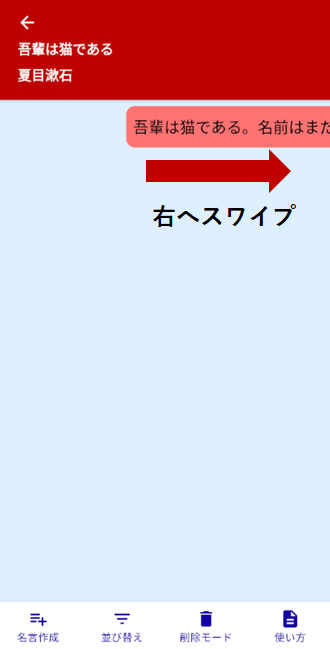 吾輩は猫である
夏目漱石
吾輩は猫である。名前はまだ
右へスワイプ
名言作成
並び替え
削除モード
使い方